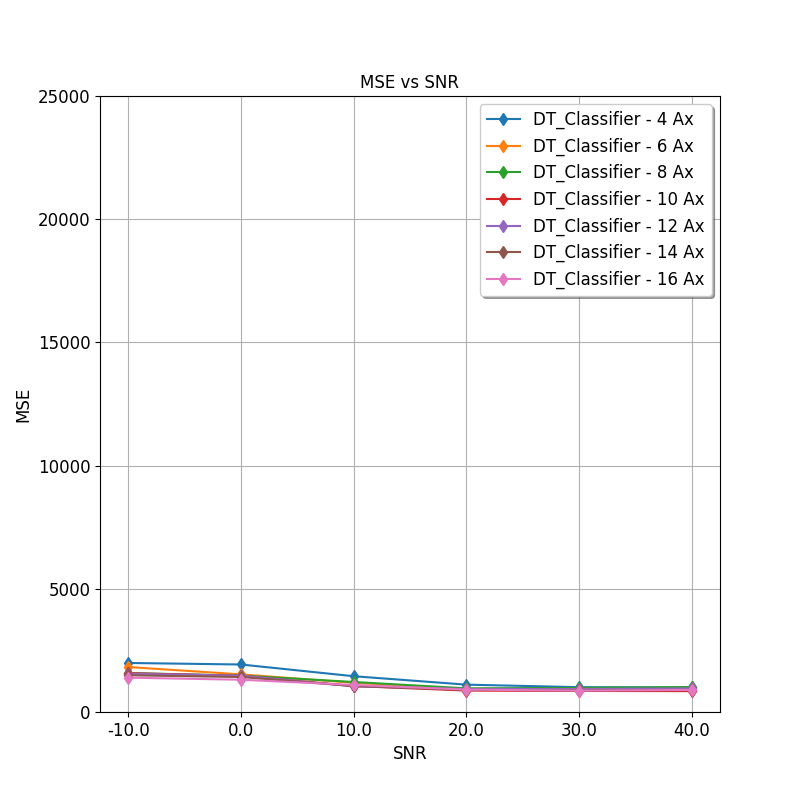 MSE vs SNR
25000
20000
15000
10000
5000
0
MSE
DT_Classifier - 4 Ax
DT_Classifier - 6 Ax
DT_Classifier - 8 Ax
DT_Classifier - 10 Ax
DT_Classifier - 12 Ax
DT_Classifier - 14 Ax
DT_Classifier - 16 Ax
-10.0 0.0 10.0 20.0 30.0 40.0
SNR